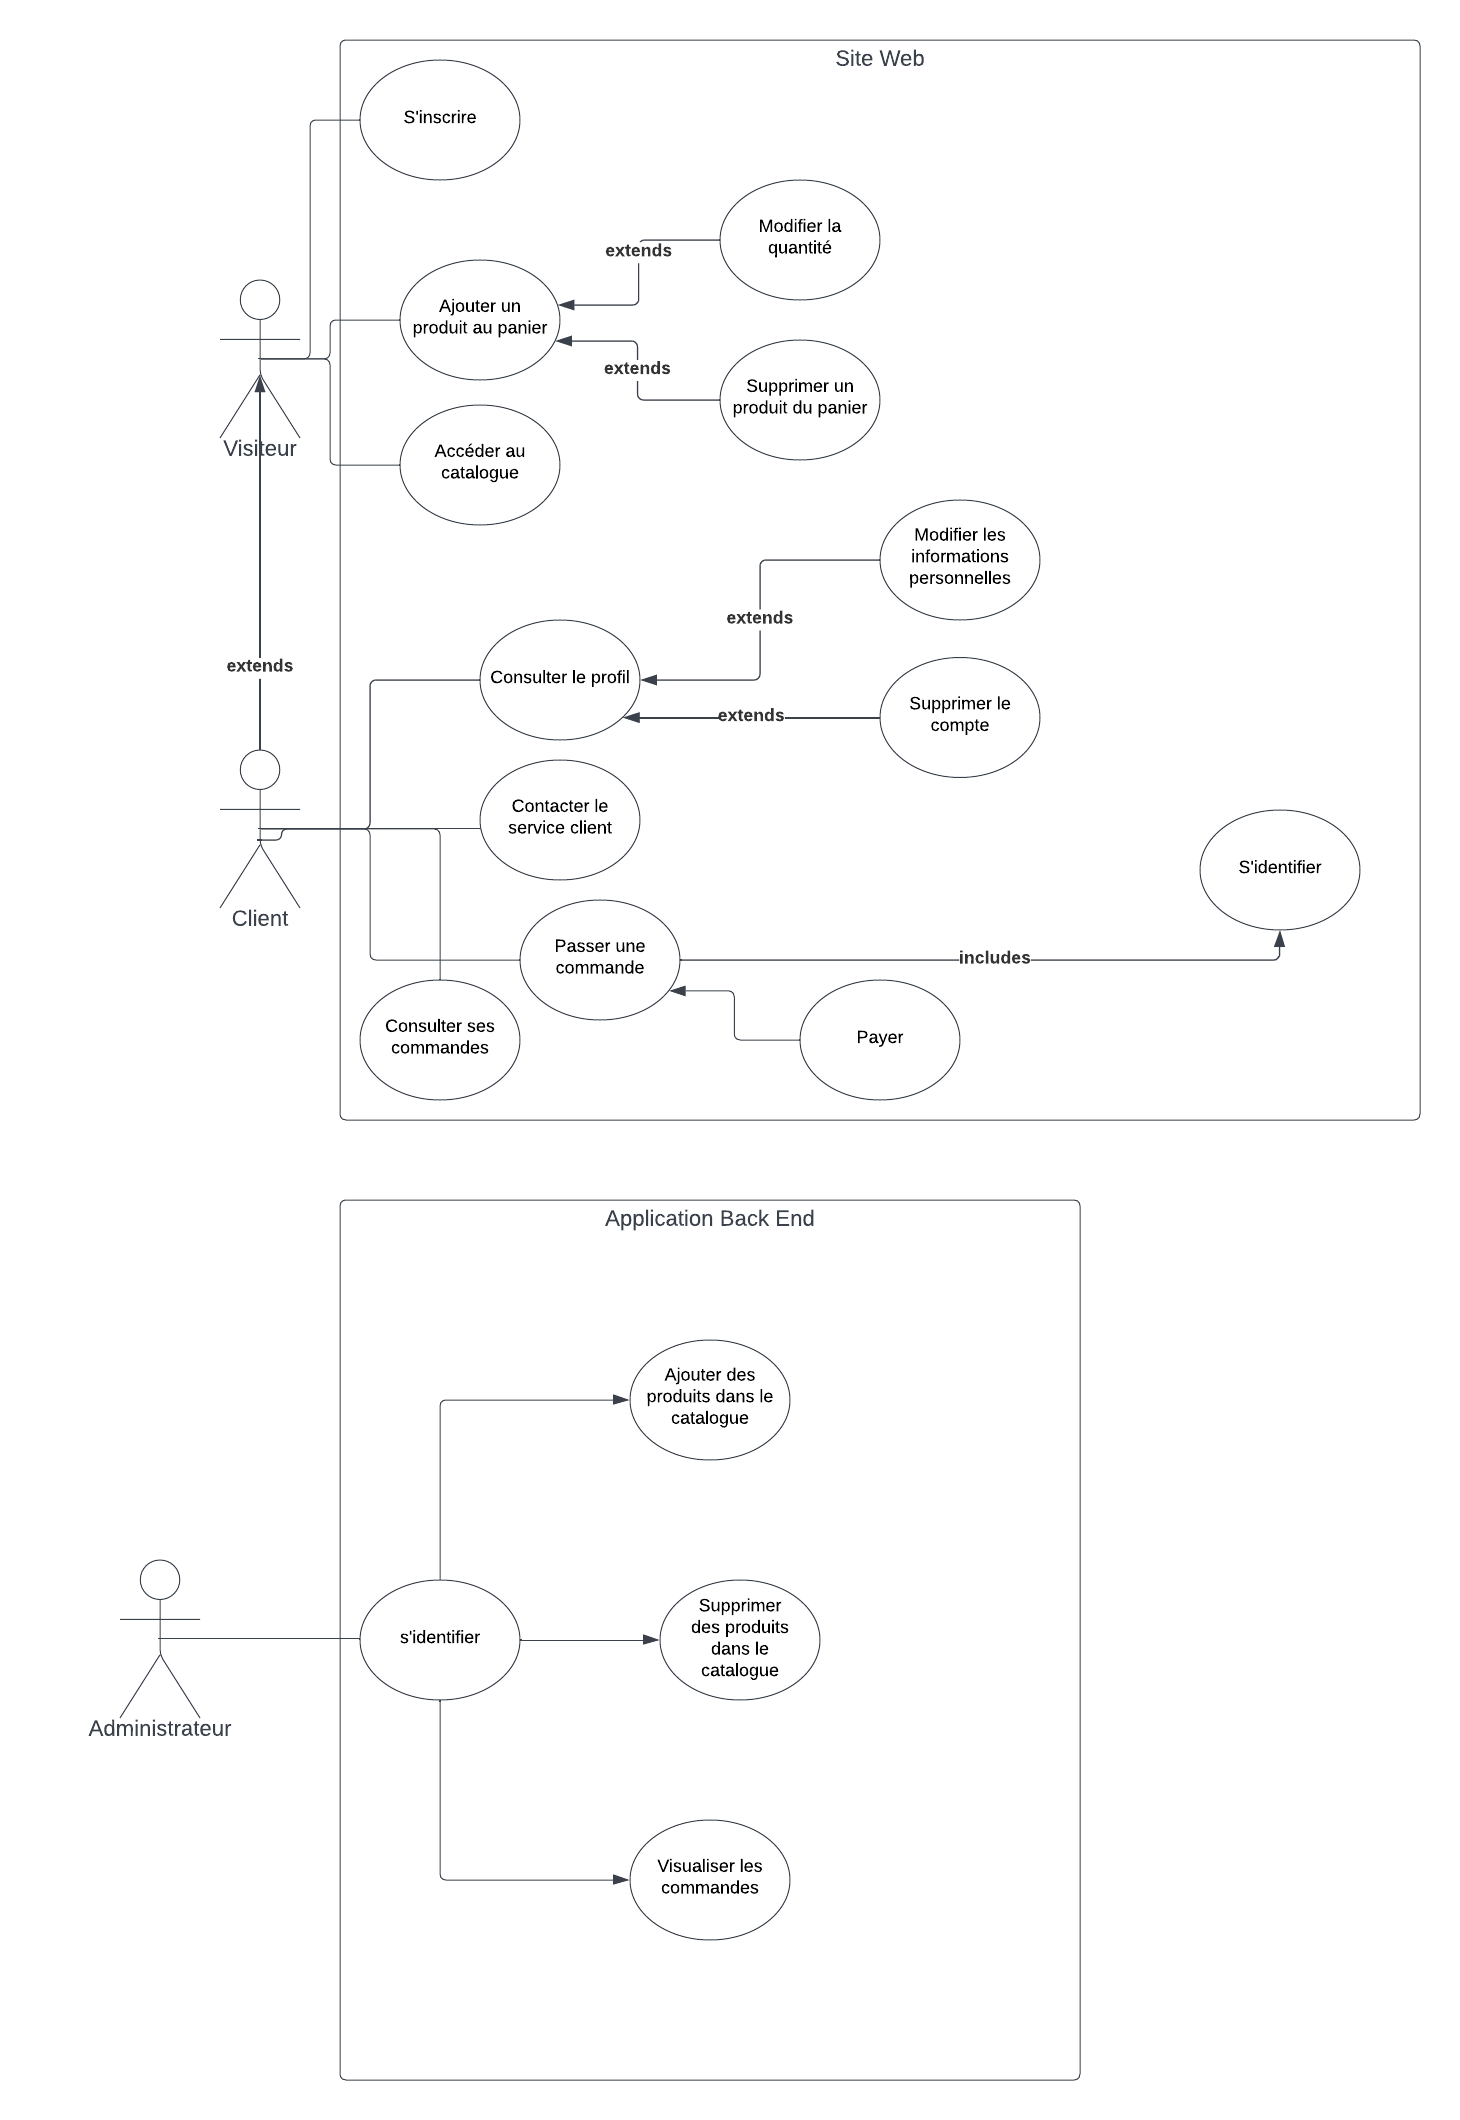 Site Web
S'inscrire
Modifier la
quantité
extends
Ajouter un
produit au panier
extends
Supprimer un
produit du panier
Visiteur
Accéder au
catalogue
Modifier les
informations
personnelles
extends
extends
Consulter le profil
Supprimer le
compte
extends
Contacter le
service client
S'identifier
Client
Passer une
commande
includes
Consulter ses
commandes
Payer
Application Back End
Ajouter des
produits dans le
catalogue
s'identifier
Supprimer
des produits
dans le
catalogue
Administrateur
Visualiser les
commandes